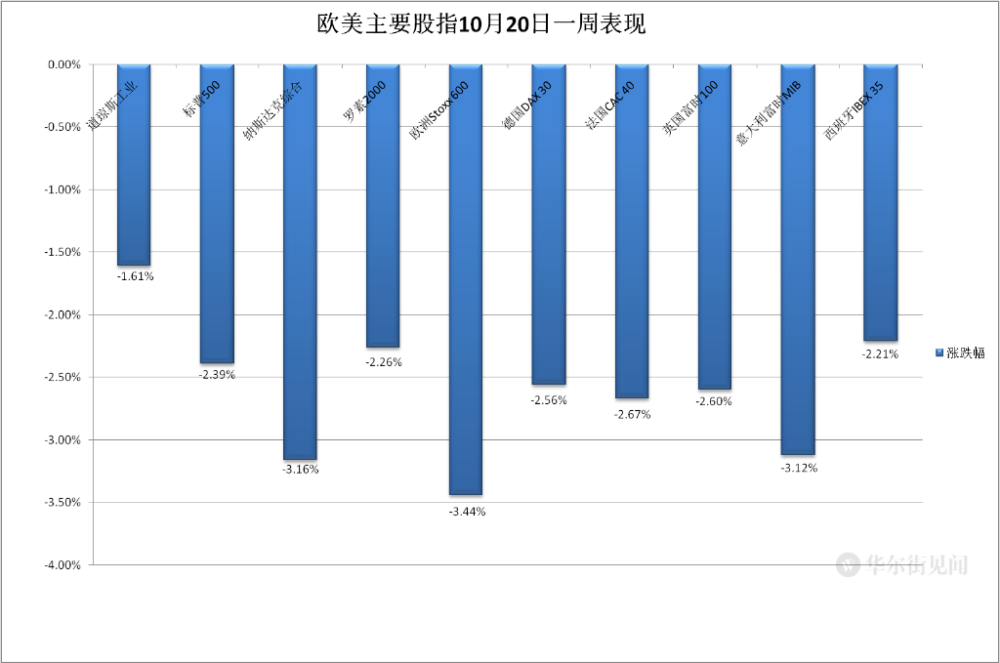 欧美主要股指10月20日一周表现
0.00%
-0.50%
-1.00%
-1.50%
-2.00%
-2.50%
-3.00%
-3.50%
-4.00%
道琼斯工业
标普500
纳斯达克综合
罗素2000
欧洲Stoxx 600
德国DAX 30
法国CAC 40
英国富时100
意大利富时MIB
西班牙IBEX 35
-1.61%
-2.39%
-3.16%
-2.26%
-3.44%
-2.56%
-2.67%
-2.60%
-3.12%
-2.21%
涨跌幅
W 华尔街见闻